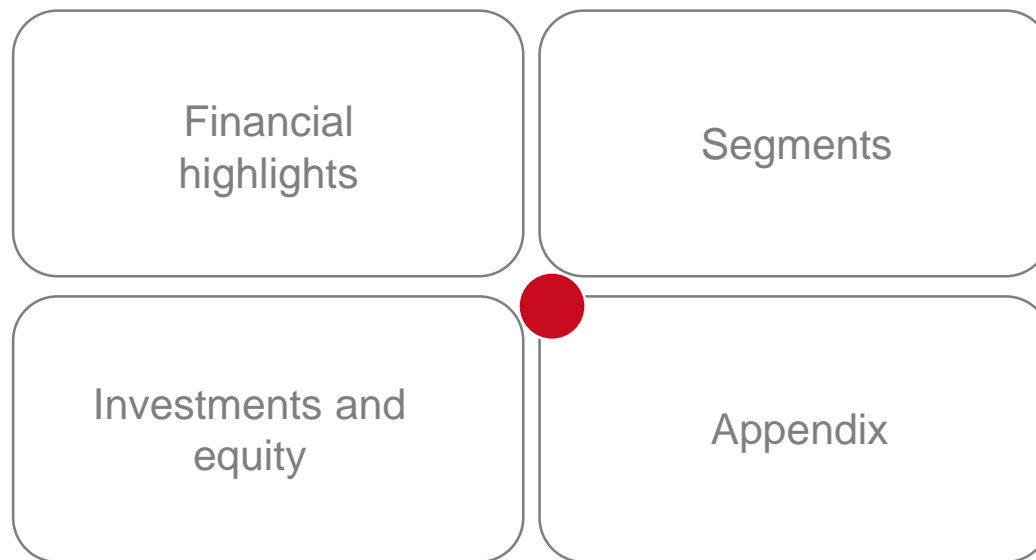 Financial
highlights
Segments
Investments and
equity
Appendix